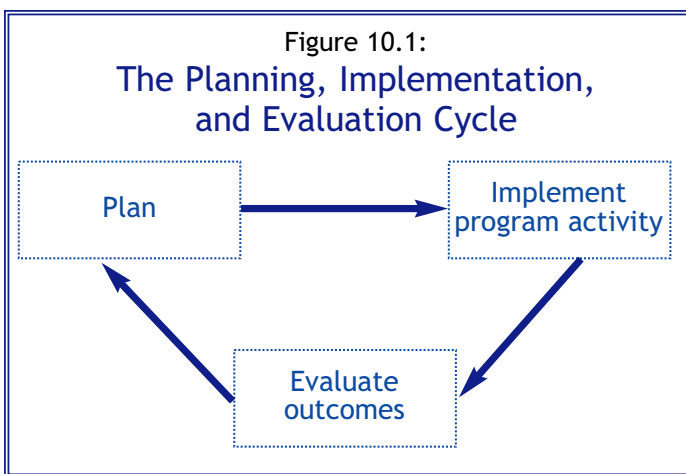 Figure 10.1:
The Planning, Implementation,
and Evaluation Cycle
Plan
Implement
program activity
Evaluate
outcomes